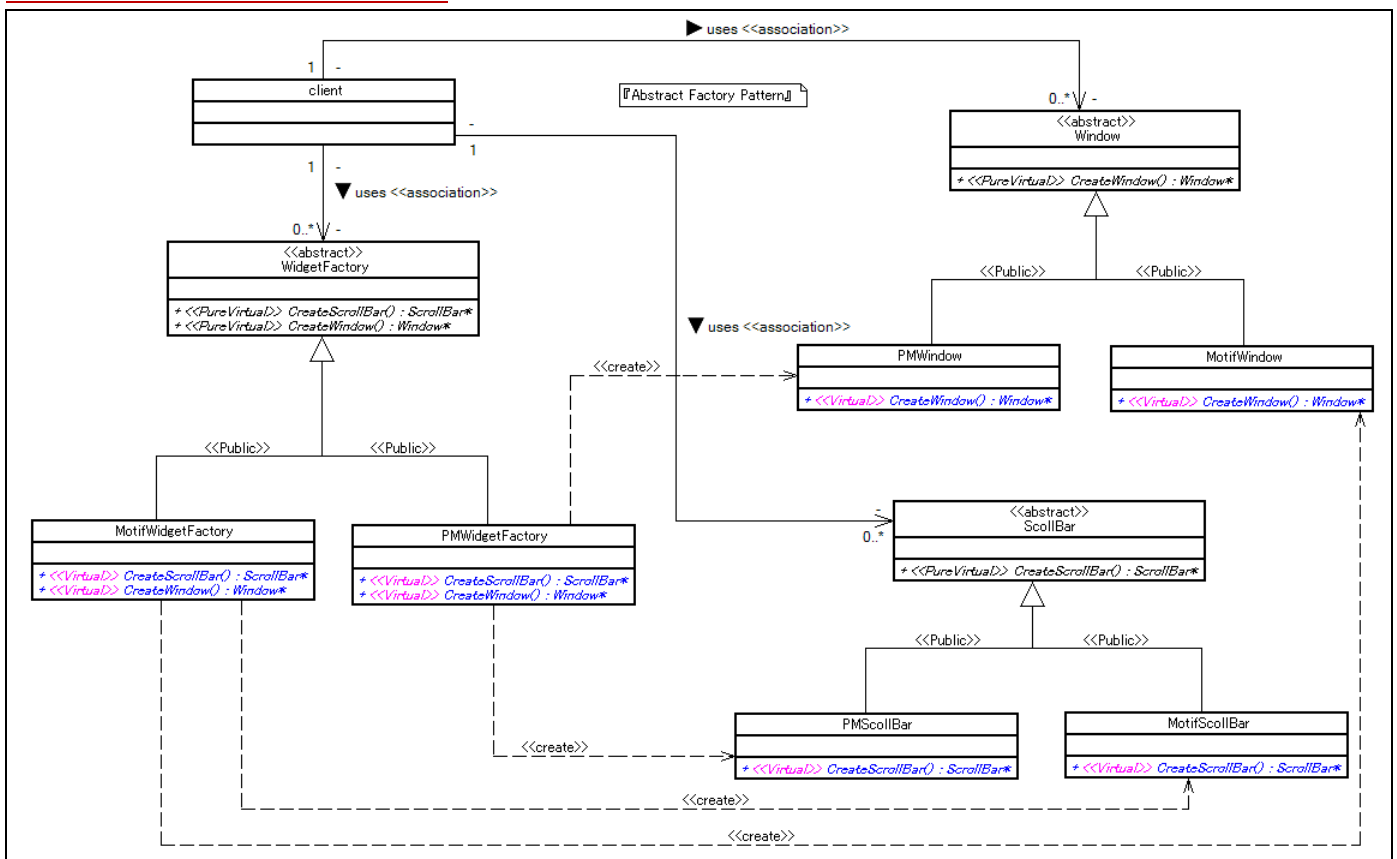 ▶ uses <<association>>
1 -
client
『Abstract Factory Pattern』
0..* -
<<abstract>>
Window
+ <<PureVirtual>> CreateWindow() : Window*
-
1
1 -
▼ uses <<association>>
0..* -
<<abstract>>
WidgetFactory
+ <<PureVirtual>> CreateScrollBar() : ScrollBar*
+ <<PureVirtual>> CreateWindow() : Window*
<<Public>>
<<Public>>
▼ uses <<association>>
PMWindow
+ <<Virtual>> CreateWindow() : Window*
MotifWindow
+ <<Virtual>> CreateWindow() : Window*
<<create>>
<<Public>>
<<Public>>
MotifWidgetFactory
+ <<Virtual>> CreateScrollBar() : ScrollBar*
+ <<Virtual>> CreateWindow() : Window*
PMWidgetFactory
+ <<Virtual>> CreateScrollBar() : ScrollBar*
+ <<Virtual>> CreateWindow() : Window*
-
0..*
<<abstract>>
ScollBar
+ <<PureVirtual>> CreateScrollBar() : ScrollBar*
<<Public>>
<<Public>>
PMScollBar
+ <<Virtual>> CreateScrollBar() : ScrollBar*
MotifScollBar
+ <<Virtual>> CreateScrollBar() : ScrollBar*
<<create>>
<<create>>
<<create>>